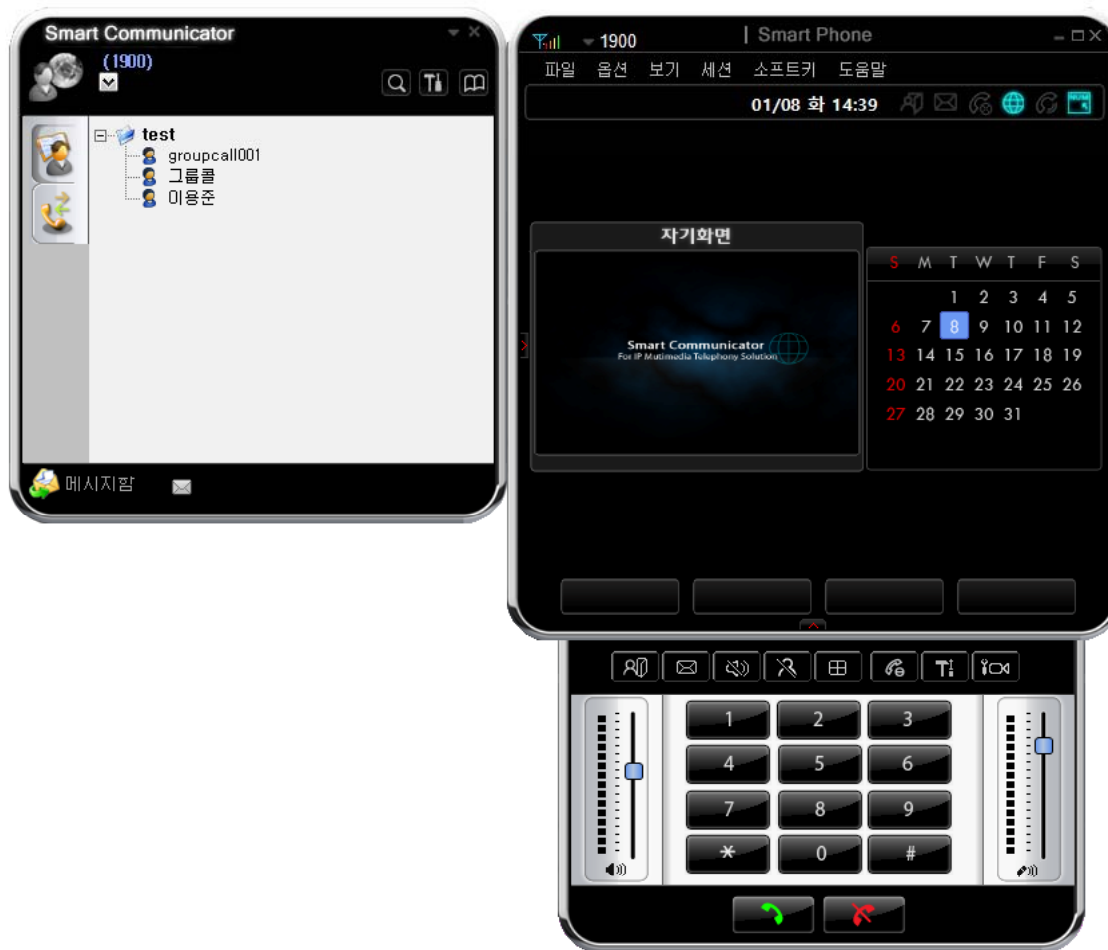 Smart Communicator
(1900)
test
groupcall001
그룹콜
이용준
메시지함
1900
| Smart Phone
파일 옵션 보기 세션 소프트키 도움말
01/08 화 14:39
NUM
자기화면
Smart Communicator
For IP Mutimedia Telephony Solution
S M T W T F S
1 2 3 4 5
6 7 8 9 10 11 12
13 14 15 16 17 18 19
20 21 22 23 24 25 26
27 28 29 30 31
1 2 3
4 5 6
7 8 9
* 0 #